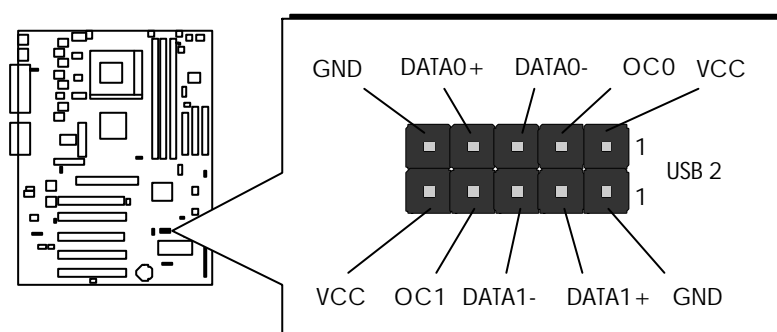 GND DATA0+ DATA0- OC0 VCC
1
USB 2
1
VCC OC1 DATA1- DATA1+ GND